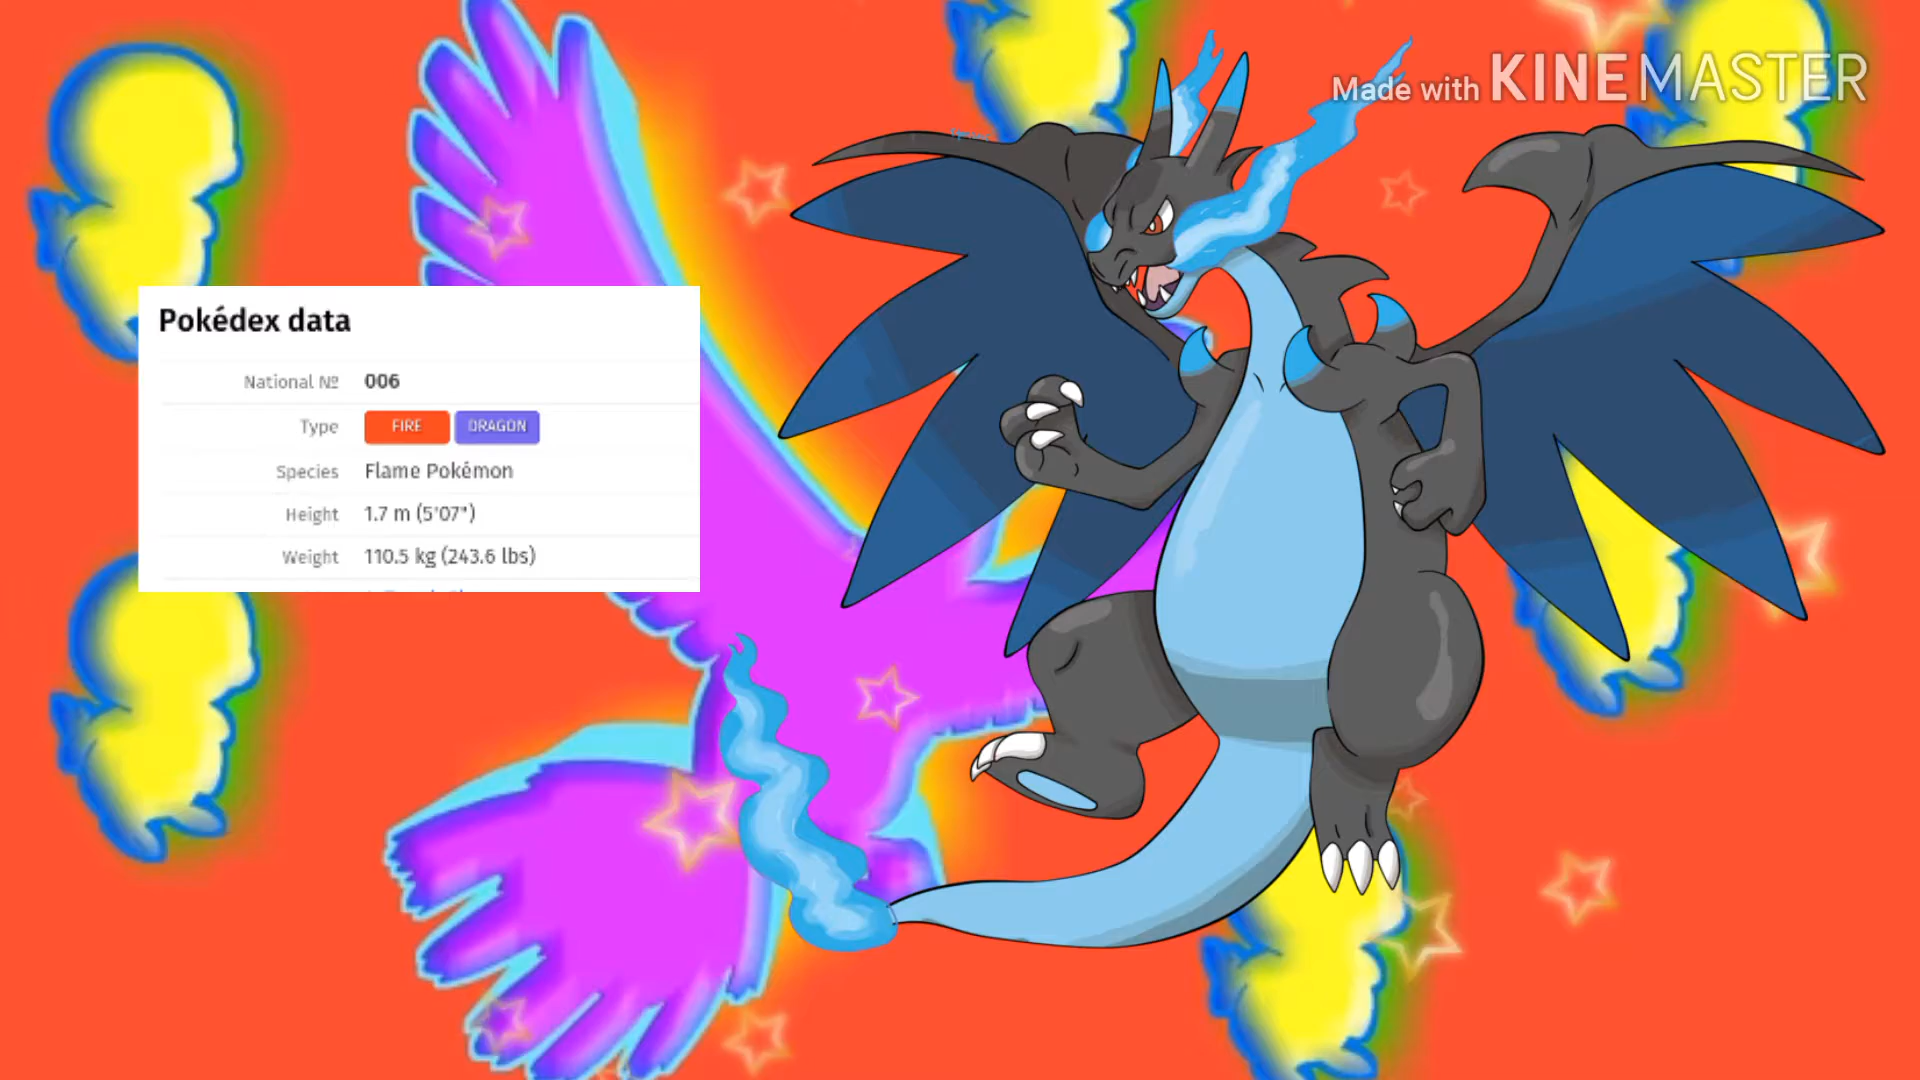 Made with KINEMASTER
Pokédex data
National № 006
Type FIRE DRAGON
Species Flame Pokémon
Height 1.7 m (5'07")
Weight 110.5 kg (243.6 lbs)